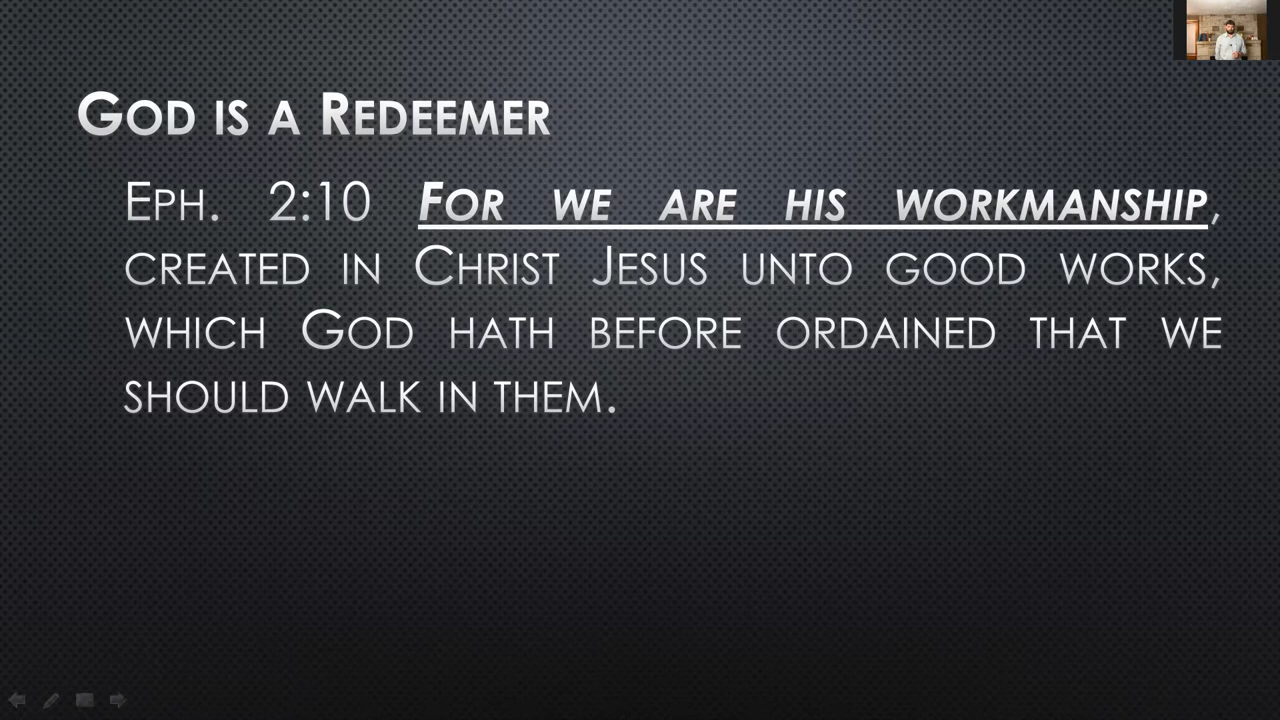 God is a Redeemer
Eph. 2:10 For we are his workmanship,
created in Christ Jesus unto good works,
which God hath before ordained that we
should walk in them.